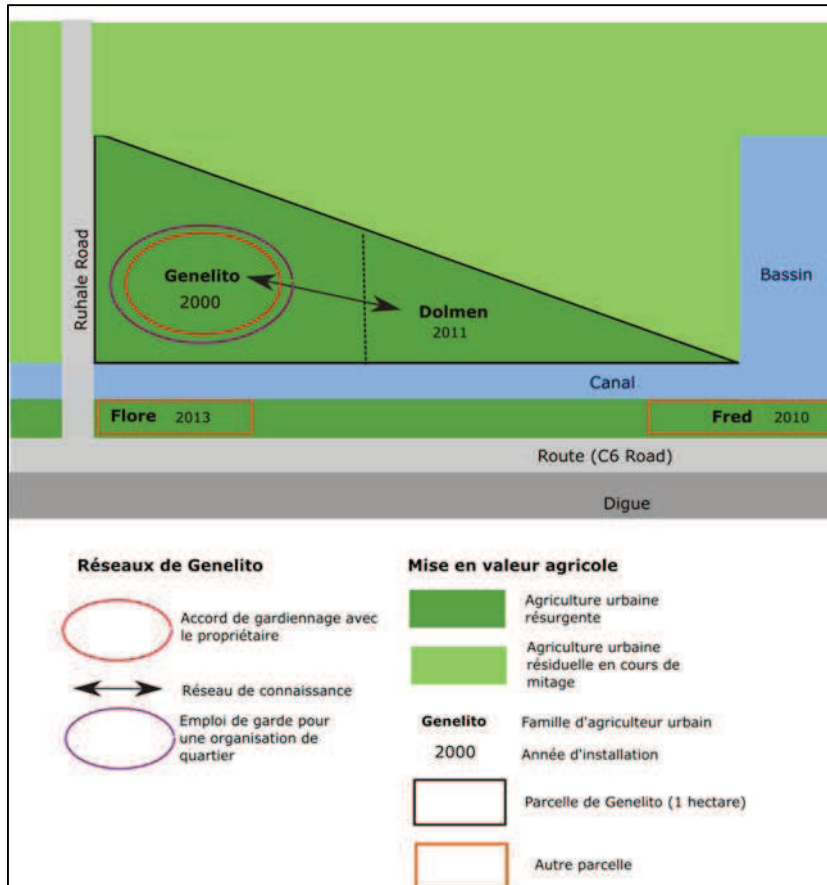 Ruhale Road
Genelito
2000
Dolmen
2011
Bassin
Canal
Flore 2013
Fred 2010
Route (C6 Road)
Digue
Réseaux de Genelito
Accord de gardiennage avec
le propriétaire
Réseau de connaissance
Emploi de garde pour
une organisation de
quartier
Mise en valeur agricole
Agriculture urbaine
résurgente
Agriculture urbaine
résiduelle en cours de
mitage
Genelito Famille d'agriculteur urbain
2000 Année d'installation
Parcelle de Genelito (1 hectare)
Autre parcelle